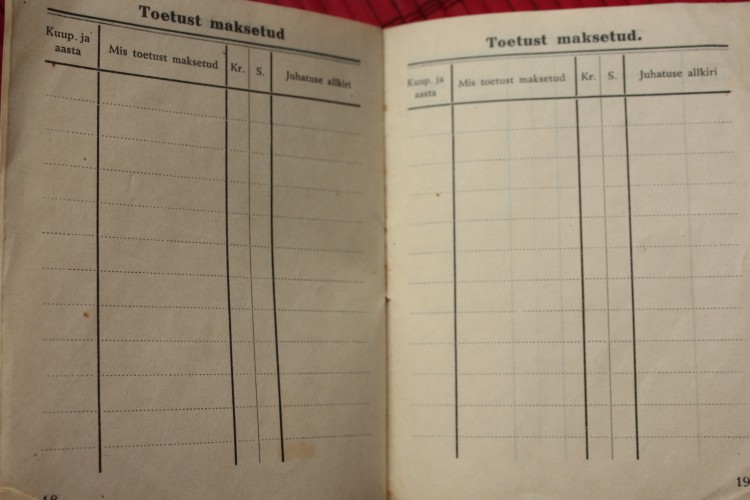 Toetust maksetud
Kuup. ja
aasta
Mis toetust maksetud
Kr.
S.
Juhatuse allkiri
18
Toetust maksetud.
Kuup. ja
aasta
Mis toetust maksetud
Kr.
S.
Juhatuse allkiri
19